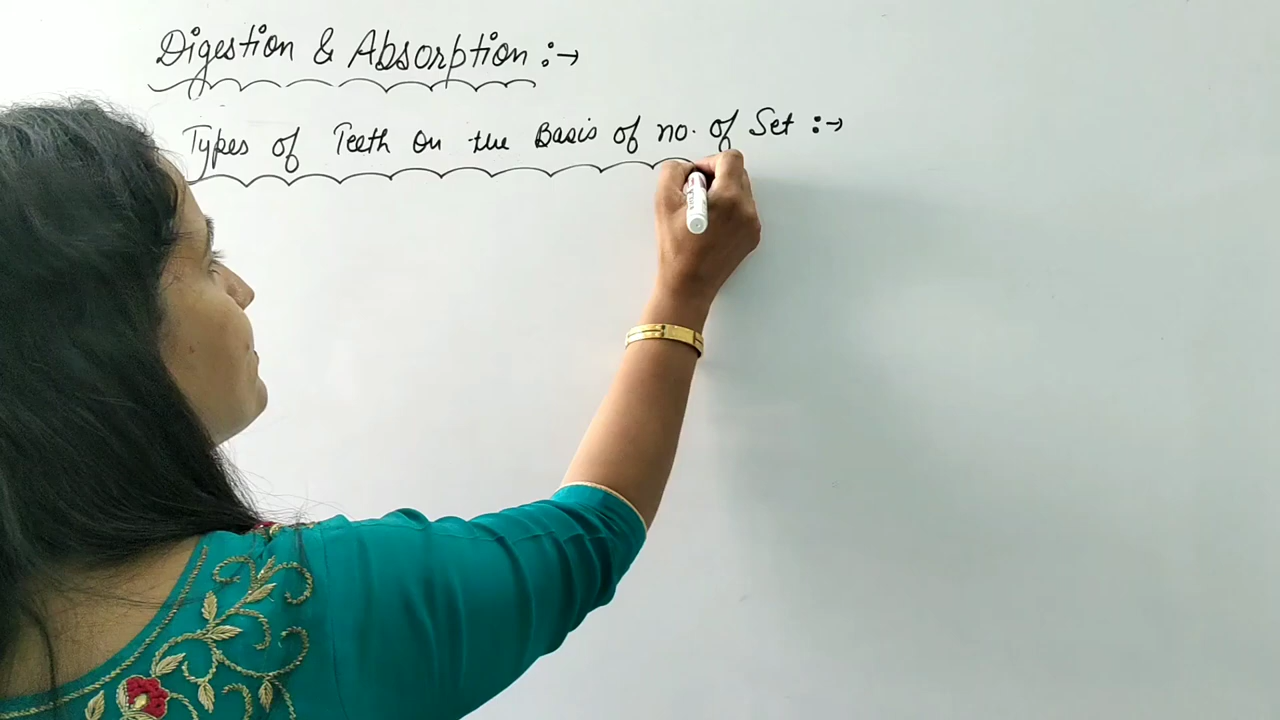 Digestion & Absorption :→
Types of Teeth on the Basis of no. of Set :→